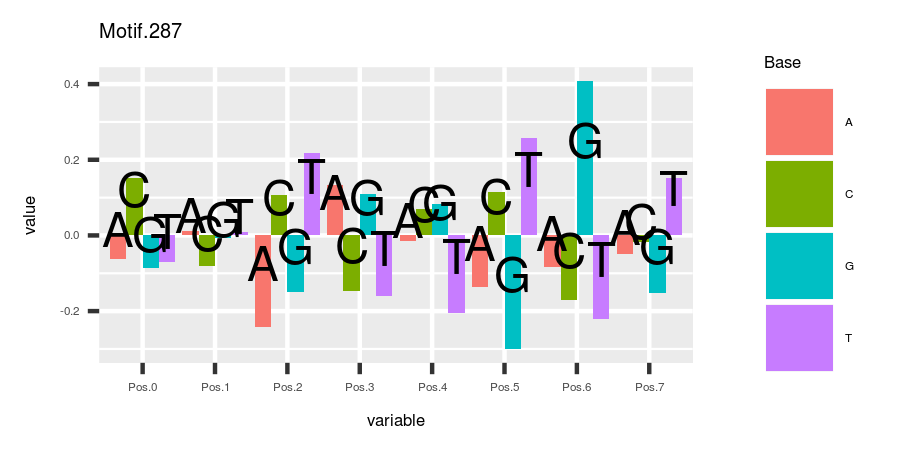 Motif.287
Base
A
C
G
T
value
0.4
0.2
0.0
-0.2
A C G T A C G T A C G T A C G T A C G T A C G T A C G T A C G T
Pos.0 Pos.1 Pos.2 Pos.3 Pos.4 Pos.5 Pos.6 Pos.7
variable